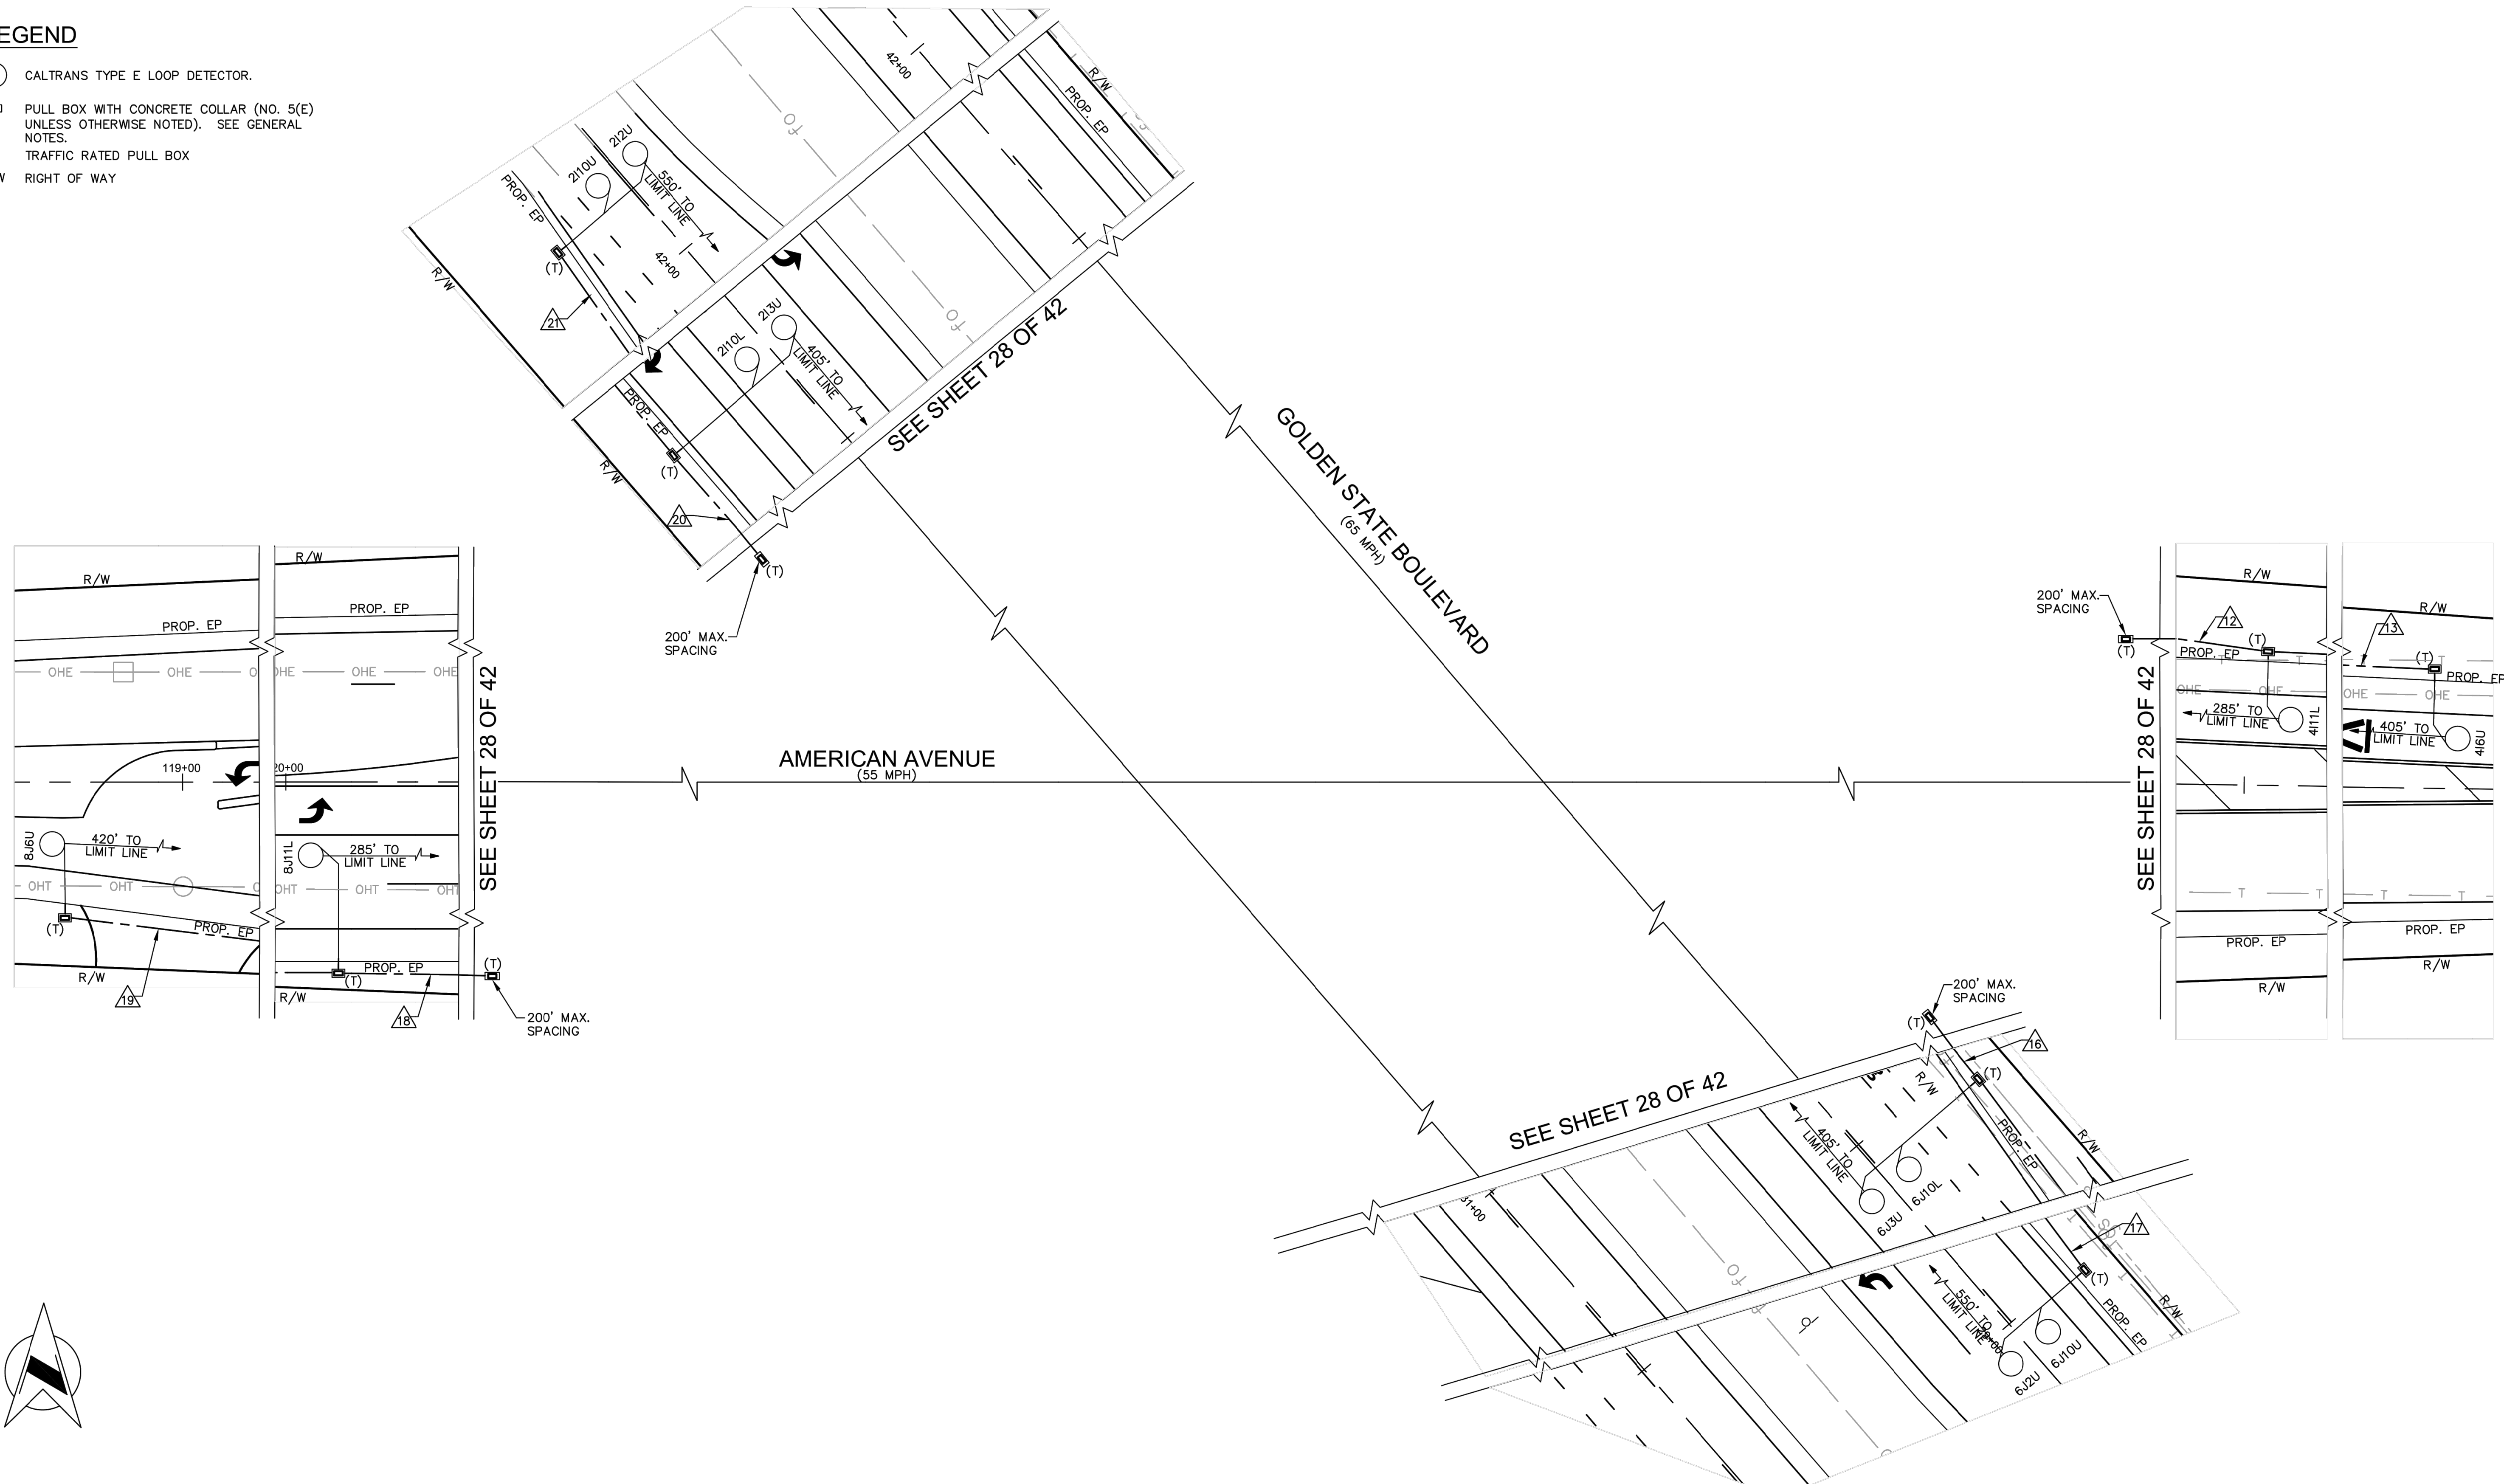 EGEND
CALTRANS TYPE E LOOP DETECTOR.
PULL BOX WITH CONCRETE COLLAR (NO. 5(E)
UNLESS OTHERWISE NOTED). SEE GENERAL
NOTES.
TRAFFIC RATED PULL BOX
RIGHT OF WAY
42+00
R/W
PROP. EP
fo
2I2U
2I10U
550' TO
LIMIT LINE
PROP. EP
(T)
42+00
R/W
21
fo
2I3U
2I10L
405' TO
LIMIT LINE
PROP. EP
(T)
R/W
20
SEE SHEET 28 OF 42
(T)
200' MAX.
SPACING
GOLDEN STATE BOULEVARD
(65 MPH)
AMERICAN AVENUE
(55 MPH)
R/W
R/W
PROP. EP
PROP. EP
OHE
OHE
OHE
OHE
OHE
119+00
20+00
8J6U
420' TO
LIMIT LINE
8J11L
285' TO
LIMIT LINE
OHT
OHT
OHT
OHT
OHT
(T)
PROP. EP
R/W
19
PROP. EP
(T)
(T)
R/W
18
200' MAX.
SPACING
SEE SHEET 28 OF 42
200' MAX.
SPACING
(T)
SEE SHEET 28 OF 42
R/W
R/W
12
13
(T)
(T)
PROP. EP
T
T
T
PROP. EP
OHE
OHE
OHE
OHE
285' TO
LIMIT LINE
4I11L
405' TO
LIMIT LINE
4I6U
T
T
T
T
PROP. EP
PROP. EP
R/W
R/W
200' MAX.
SPACING
(T)
16
(T)
R/W
SEE SHEET 28 OF 42
PROP. EP
R/W
405' TO
LIMIT LINE
6J10L
6J3U
31+00
17
(T)
fo
550' TO
LIMIT LINE
PROP. EP
R/W
6J10U
6J2U